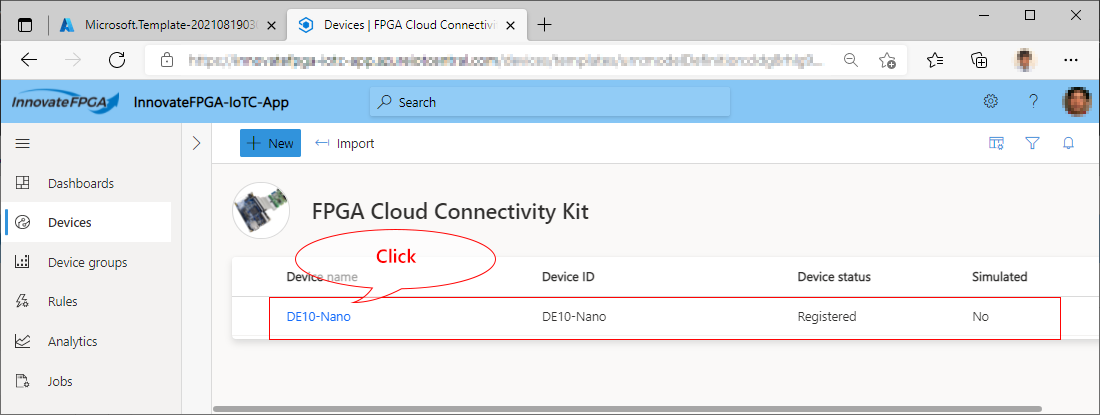 Microsoft.Template-2021081903
Devices | FPGA Cloud Connectivi
InnovateFPGA
InnovateFPGA-IoTC-App
Search
New
Import
Dashboards
Devices
Device groups
Rules
Analytics
Jobs
FPGA Cloud Connectivity Kit
Click
Device name
Device ID
Device status
Simulated
DE10-Nano
DE10-Nano
Registered
No